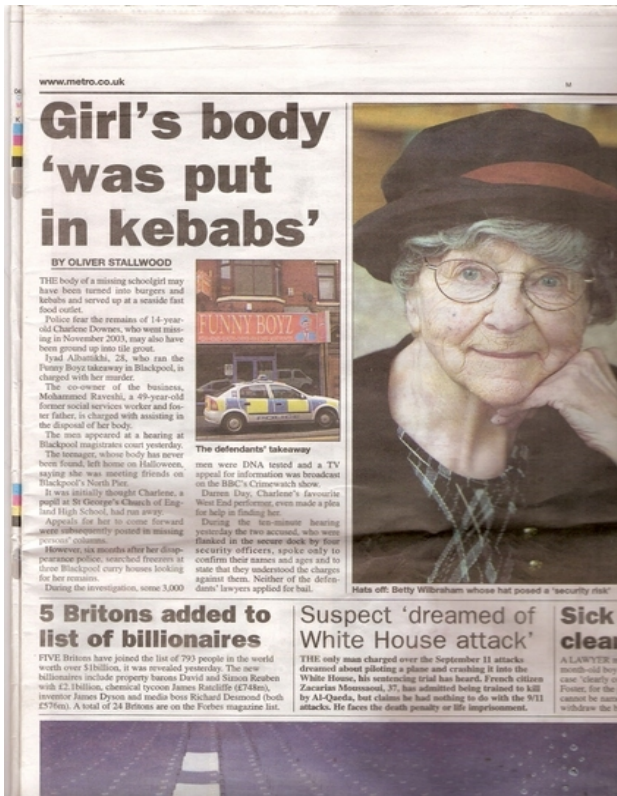 www.metro.co.uk
M
Girl's body
'was put
in kebabs'
BY OLIVER STALLWOOD
THE body of a missing schoolgirl may
have been turned into burgers and
kebabs and served up at a seaside fast
food outlet.
Police fear the remains of 14-year-
old Charlene Downes, who went miss-
ing in November 2003, may also have
been ground up into tile grout.
Iyad Albattikhi, 28, who ran the
Funny Boyz takeaway in Blackpool, is
charged with her murder.
The co-owner of the business,
Mohammed Raveshi, a 49-year-old
former social services worker and fos-
ter father, is charged with assisting in
the disposal of her body.
The men appeared at a hearing at
Blackpool magistrates court yesterday.
The teenager, whose body has never
been found, left home on Halloween,
saying she was meeting friends on
Blackpool's North Pier.
It was initially thought Charlene, a
pupil at St George's Church of Eng-
land High School, had run away.
Appeals for her to come forward
were subsequently posted in missing
persons' columns.
However, six months after her disap-
pearance police, searched freezers at
three Blackpool curry houses looking
for her remains.
During the investigation, some 3,000
FUNNY BOYZ
The defendants' takeaway
men were DNA tested and a TV
appeal for information was broadcast
on the BBC's Crimewatch show.
Darren Day, Charlene's favourite
West End performer, even made a plea
for help in finding her.
During the ten-minute hearing
yesterday the two accused, who were
flanked in the secure dock by four
security officers, spoke only to
confirm their names and ages and to
state that they understood the charges
against them. Neither of the defen-
dants' lawyers applied for bail.
Hats off: Betty Wilbraham whose hat posed a 'security risk'
5 Britons added to
list of billionaires
FIVE Britons have joined the list of 793 people in the world
worth over $1billion, it was revealed yesterday. The new
billionaires include property barons David and Simon Reuben
with £2.1billion, chemical tycoon James Ratcliffe (£748m),
inventor James Dyson and media boss Richard Desmond (both
£576m). A total of 24 Britons are on the Forbes magazine list.
Suspect 'dreamed of
White House attack'
THE only man charged over the September 11 attacks
dreamed about piloting a plane and crashing it into the
White House, his sentencing trial has heard. French citizen
Zacarias Moussaoui, 37, has admitted being trained to kill
by Al-Qaeda, but claims he had nothing to do with the 9/11
attacks. He faces the death penalty or life imprisonment.
Sick
clear
A LAWYER
month-old boy
case 'clearly
Foster, for the
cannot be nam
withdraw the